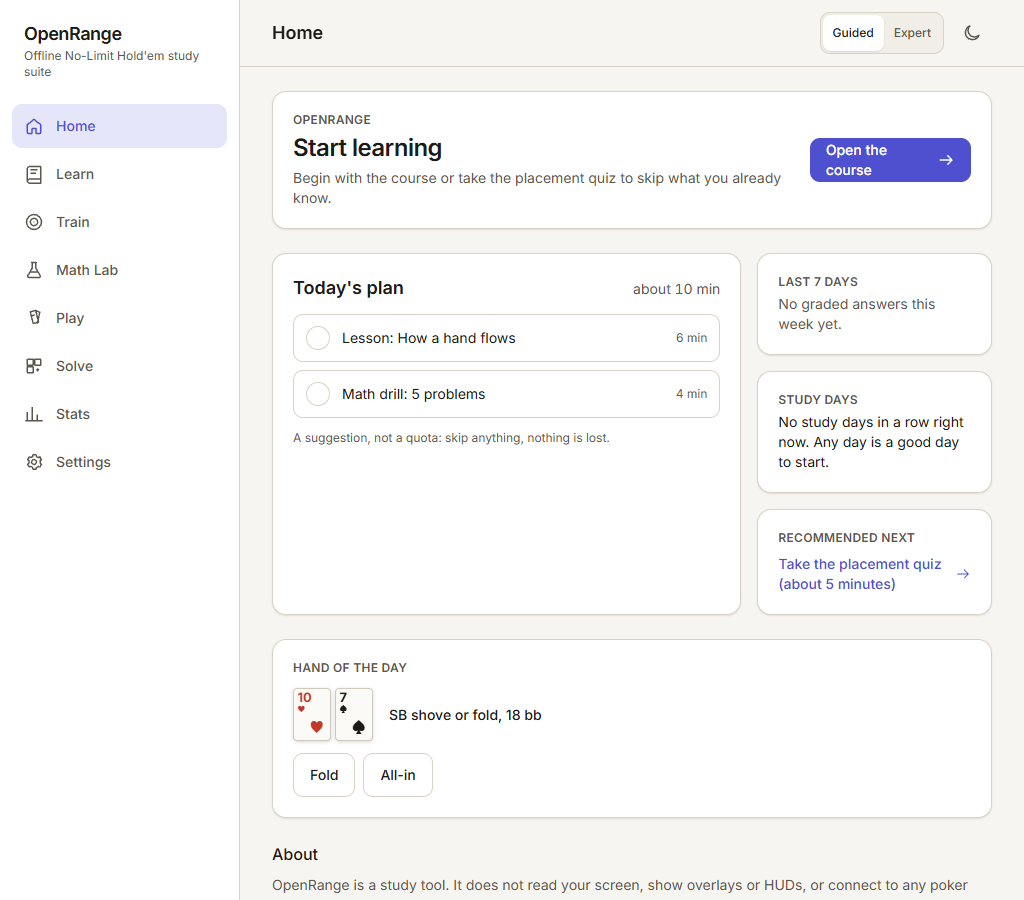 OpenRange
Offline No-Limit Hold'em study
suite
Home
Learn
Train
Math Lab
Play
Solve
Stats
Settings
Home
Guided
Expert
OPENRANGE
Start learning
Begin with the course or take the placement quiz to skip what you already
know.
Open the
course
Today's plan
about 10 min
Lesson: How a hand flows
6 min
Math drill: 5 problems
4 min
A suggestion, not a quota: skip anything, nothing is lost.
LAST 7 DAYS
No graded answers this
week yet.
STUDY DAYS
No study days in a row right
now. Any day is a good day
to start.
RECOMMENDED NEXT
Take the placement quiz
(about 5 minutes)
HAND OF THE DAY
10
7
SB shove or fold, 18 bb
Fold
All-in
About
OpenRange is a study tool. It does not read your screen, show overlays or HUDs, or connect to any poker